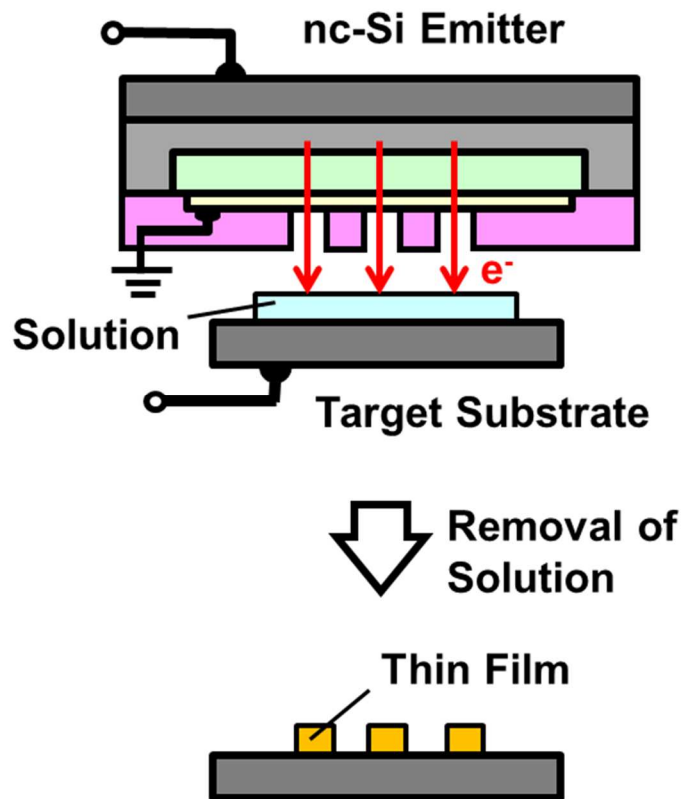 nc-Si Emitter
e⁻
Solution
Target Substrate
Removal of
Solution
Thin Film